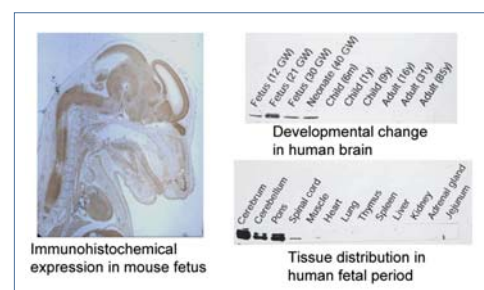 Immunohistochemical
expression in mouse fetus
Fetus (12 GW)
Fetus (21 GW)
Fetus (30 GW)
Neonate (40 GW)
Child (6m)
Child (1y)
Child (9y)
Adult (16y)
Adult (31y)
Adult (85y)
Developmental change
in human brain
Cerebrum
Cerebellum
Pons
Spinal cord
Muscle
Heart
Lung
Thymus
Spleen
Liver
Kidney
Adrenal gland
Jejunum
Tissue distribution in
human fetal period